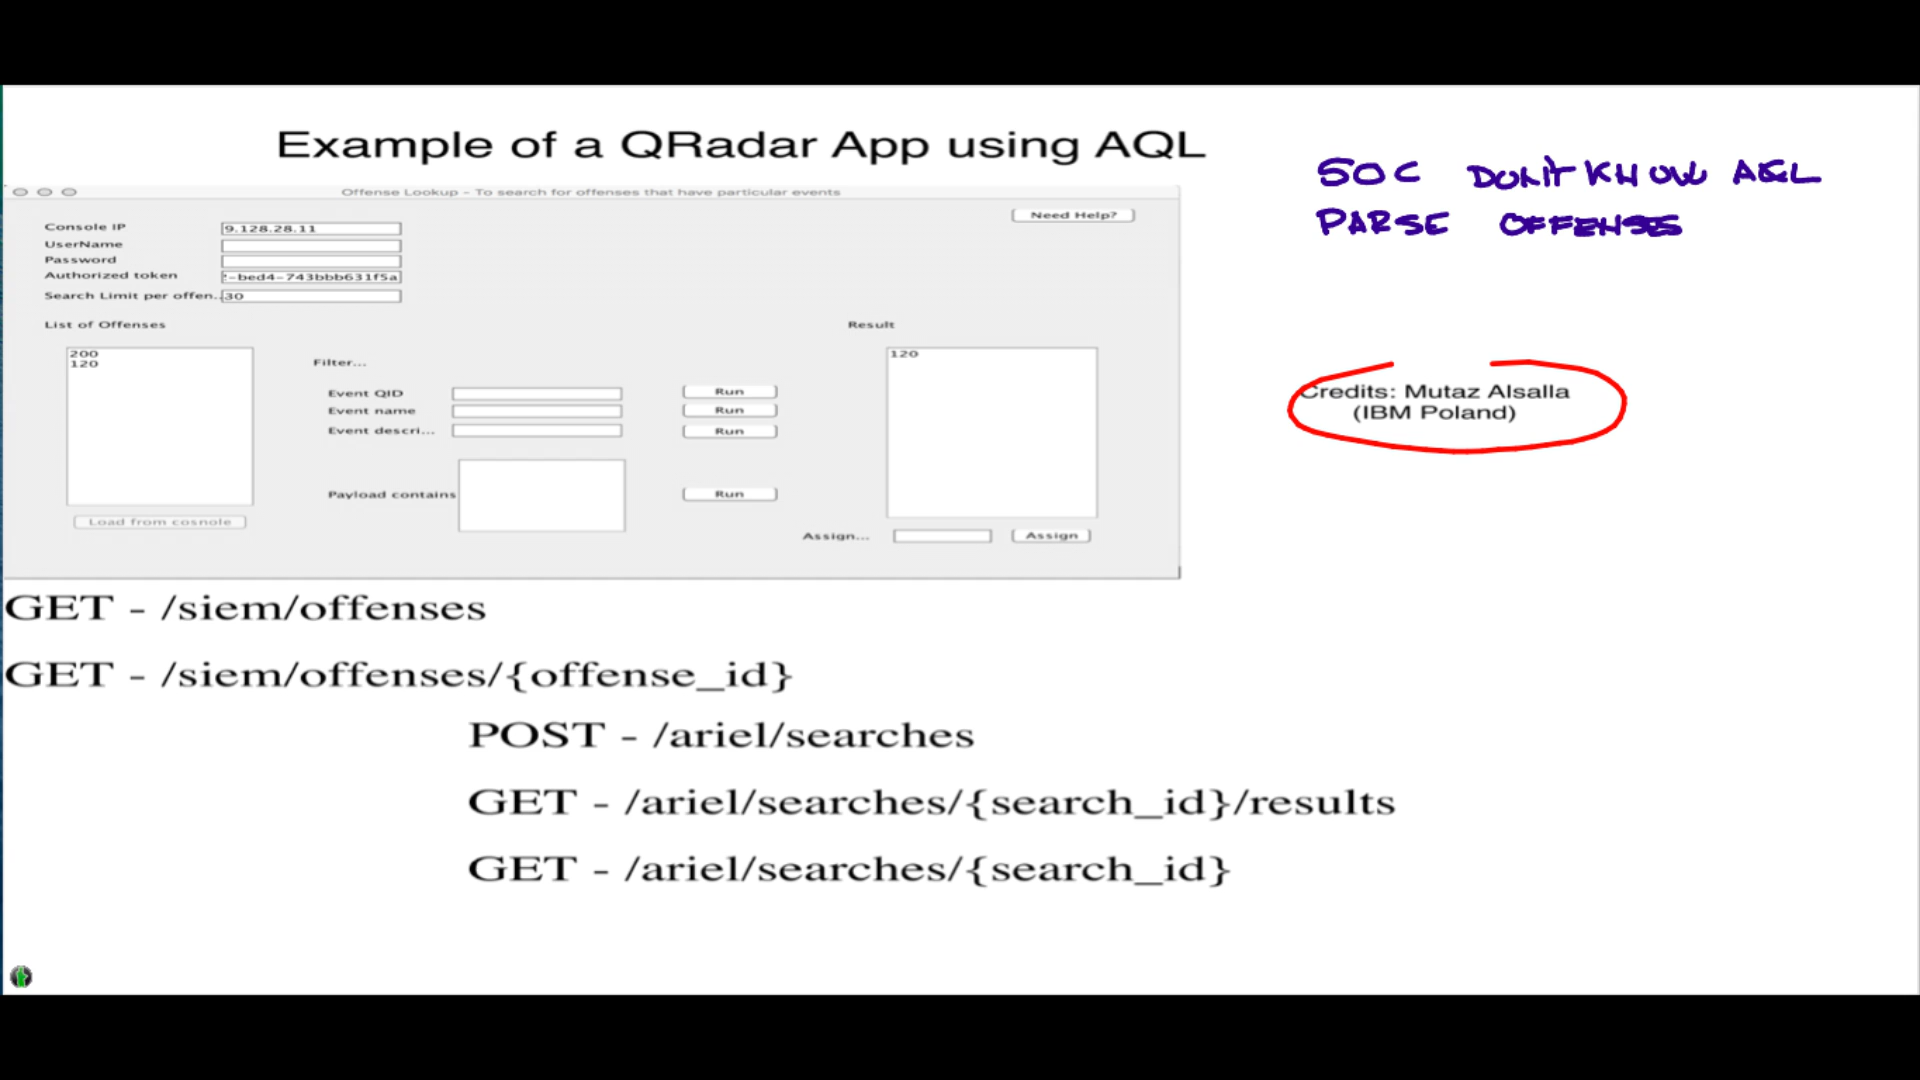 Example of a QRadar App using AQL
SOC DON'T KNOW AQL
PARSE OFFENSES
Offense Lookup - To search for offenses that have particular events
Need Help?
Console IP 9.128.28.11
UserName
Password
Authorized token -bed4-743bbb631f5a
Search Limit per offen.. 30
List of Offenses
Result
200
120
120
Filter...
Event QID Run
Event name Run
Event descri... Run
Payload contains Run
Load from cosnole
Assign... Assign
Credits: Mutaz Alsalla
(IBM Poland)
GET - /siem/offenses
GET - /siem/offenses/{offense_id}
POST - /ariel/searches
GET - /ariel/searches/{search_id}/results
GET - /ariel/searches/{search_id}